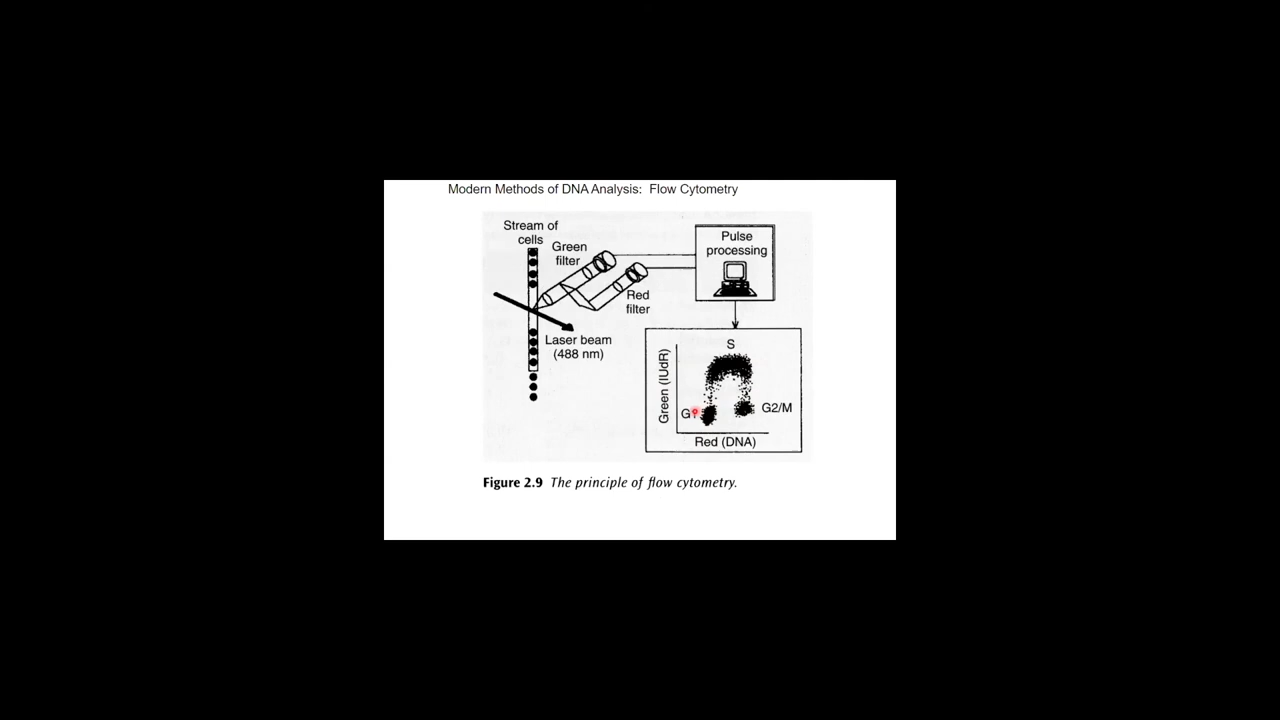 Modern Methods of DNA Analysis: Flow Cytometry
Stream of
cells
Green
filter
Red
filter
Laser beam
(488 nm)
Pulse
processing
S
Green (IUdR)
G1
G2/M
Red (DNA)
Figure 2.9 The principle of flow cytometry.